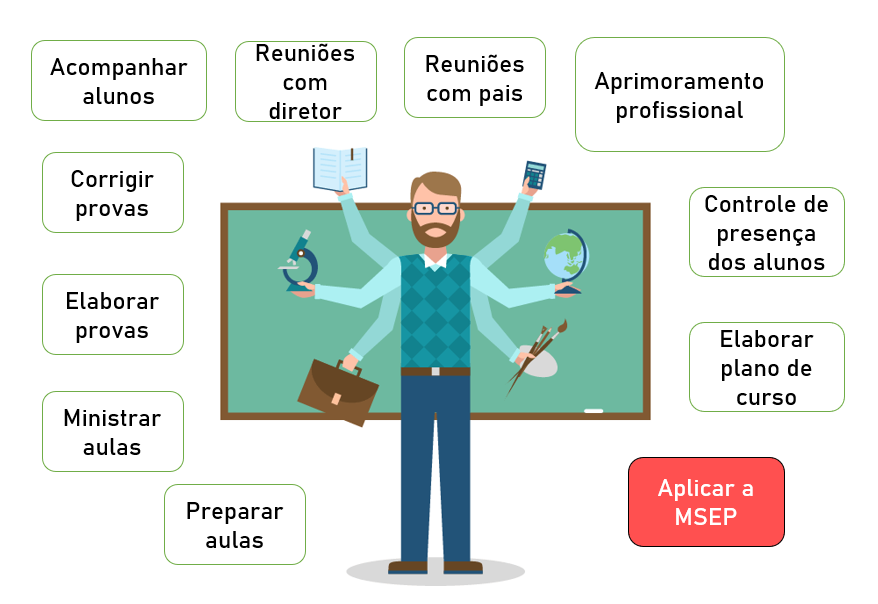 Acompanhar
alunos
Reuniões
com
diretor
Reuniões
com pais
Aprimoramento
profissional
Corrigir
provas
Controle de
presença
dos alunos
Elaborar
provas
Elaborar
plano de
curso
Ministrar
aulas
Aplicar a
MSEP
Preparar
aulas